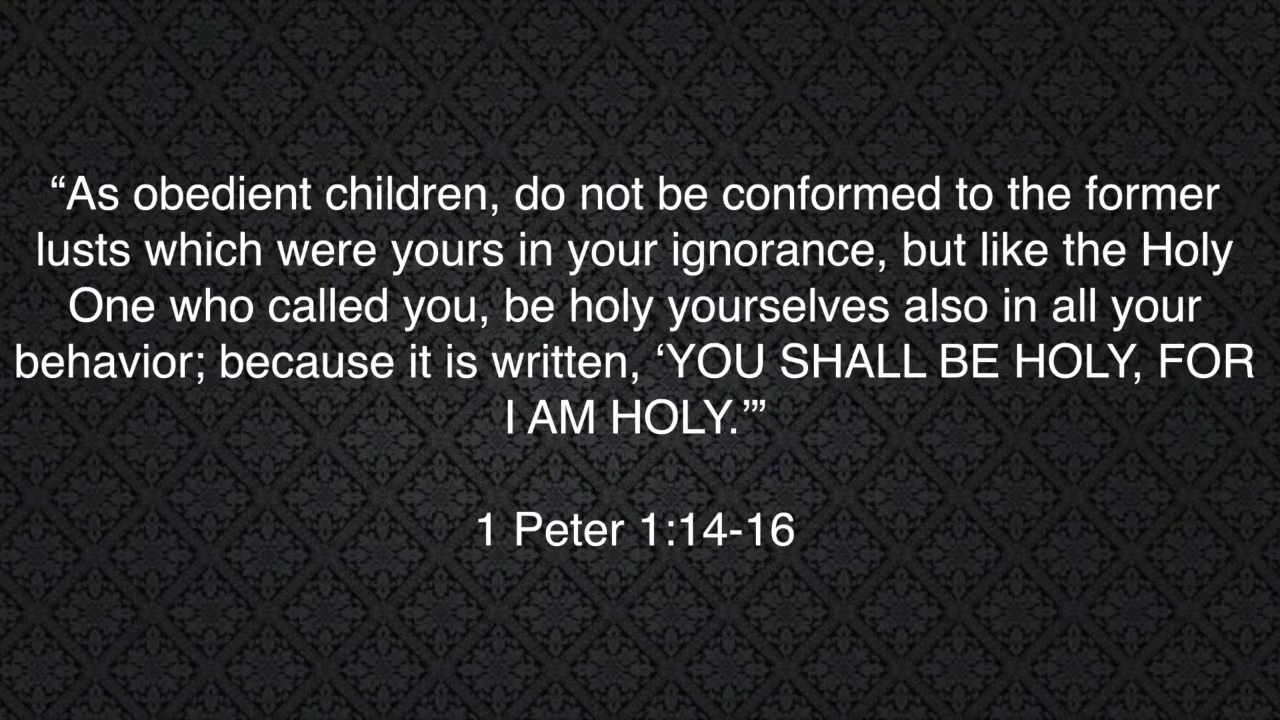 “As obedient children, do not be conformed to the former
lusts which were yours in your ignorance, but like the Holy
One who called you, be holy yourselves also in all your
behavior; because it is written, ‘YOU SHALL BE HOLY, FOR
I AM HOLY.’”
1 Peter 1:14-16